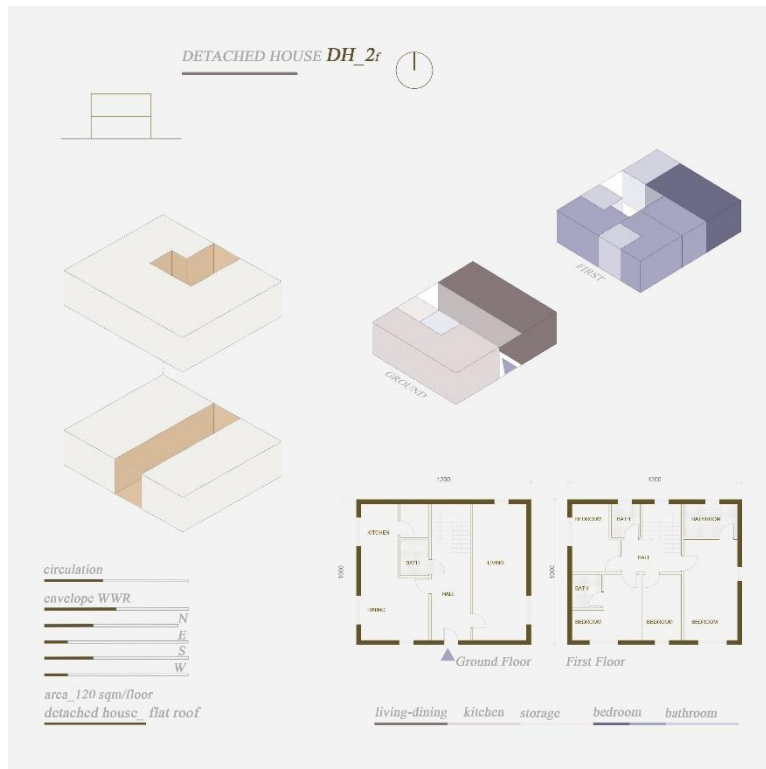 DETACHED HOUSE DH_2f
FIRST
GROUND
1200
1200
1000
KITCHEN
BATH
LIVING
HALL
DINING
1000
BEDROOM
BATH
BATHROOM
HALL
BATH
BEDROOM
BEDROOM
BEDROOM
Ground Floor
First Floor
circulation
envelope WWR
N
E
S
W
area_120 sqm/floor
detached house_ flat roof
living-dining kitchen storage bedroom bathroom